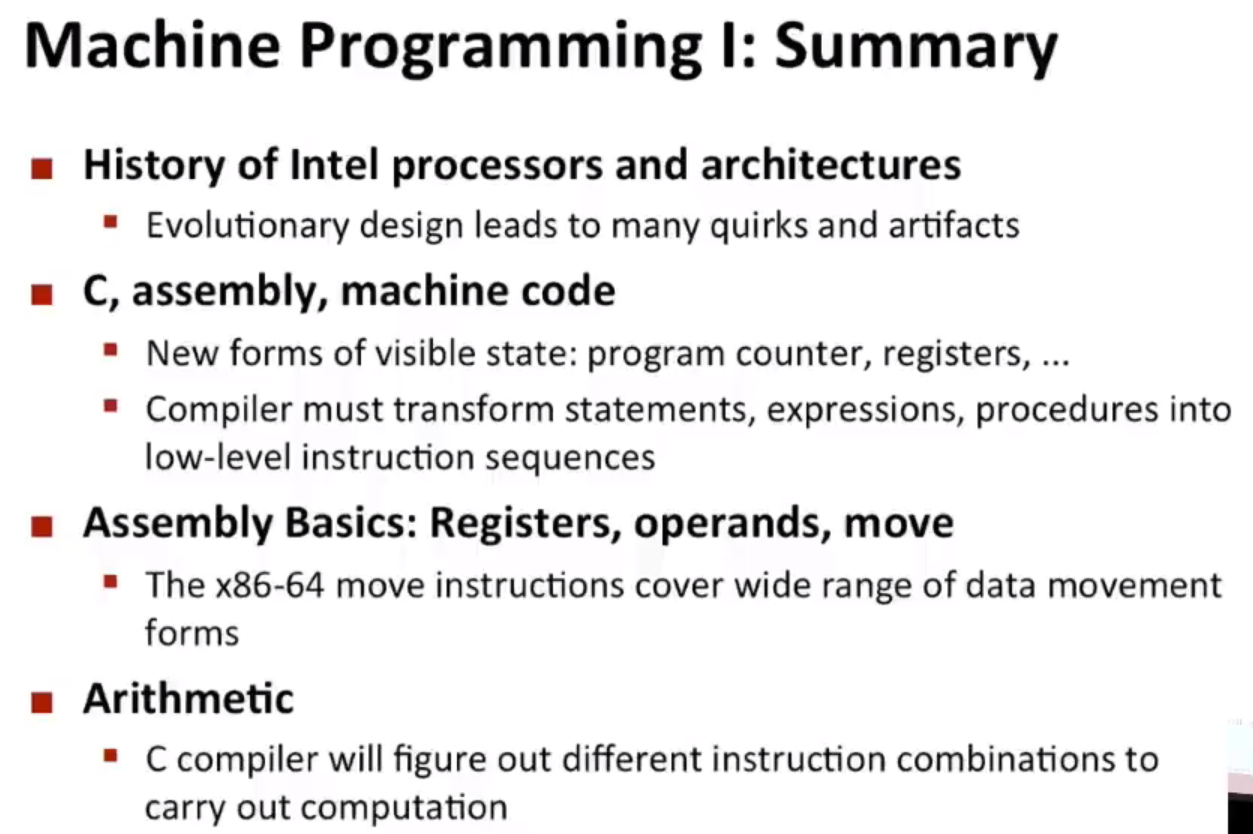 Machine Programming I: Summary
History of Intel processors and architectures
Evolutionary design leads to many quirks and artifacts
C, assembly, machine code
New forms of visible state: program counter, registers, ...
Compiler must transform statements, expressions, procedures into
low-level instruction sequences
Assembly Basics: Registers, operands, move
The x86-64 move instructions cover wide range of data movement
forms
Arithmetic
C compiler will figure out different instruction combinations to
carry out computation